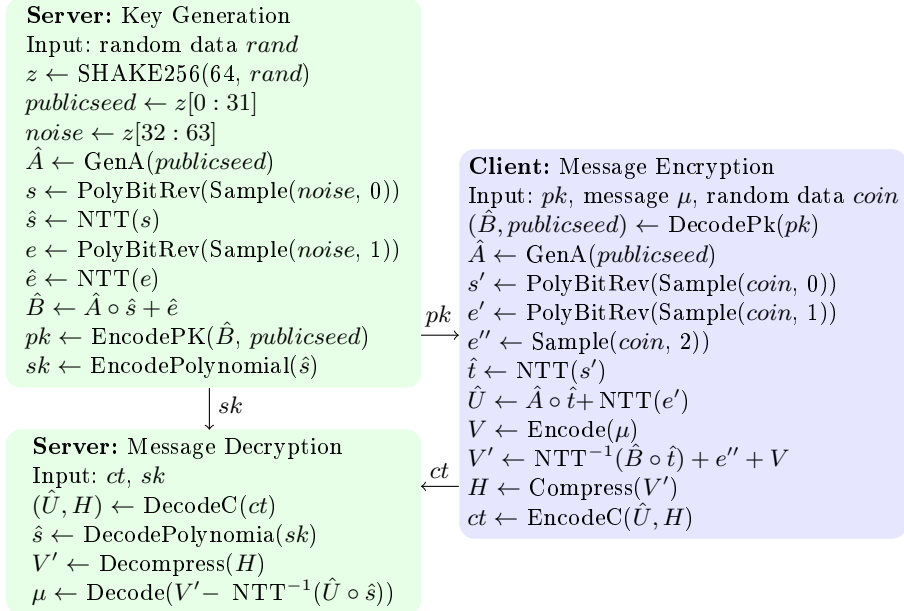 Server: Key Generation
Input: random data rand
z ← SHAKE256(64, rand)
publicseed ← z[0 : 31]
noise ← z[32 : 63]
Â ← GenA(publicseed)
s ← PolyBitRev(Sample(noise, 0))
ŝ ← NTT(s)
e ← PolyBitRev(Sample(noise, 1))
ê ← NTT(e)
B̂ ← Â ∘ ŝ + ê
pk ← EncodePK(B̂, publicseed)
sk ← EncodePolynomial(ŝ)
pk
Client: Message Encryption
Input: pk, message μ, random data coin
(B̂, publicseed) ← DecodePk(pk)
Â ← GenA(publicseed)
s′ ← PolyBitRev(Sample(coin, 0))
e′ ← PolyBitRev(Sample(coin, 1))
e″ ← Sample(coin, 2))
t̂ ← NTT(s′)
Û ← Â ∘ t̂+ NTT(e′)
V ← Encode(μ)
V′ ← NTT⁻¹(B̂ ∘ t̂) + e″ + V
H ← Compress(V′)
ct ← EncodeC(Û, H)
sk
ct
Server: Message Decryption
Input: ct, sk
(Û, H) ← DecodeC(ct)
ŝ ← DecodePolynomia(sk)
V′ ← Decompress(H)
μ ← Decode(V′− NTT⁻¹(Û ∘ ŝ))